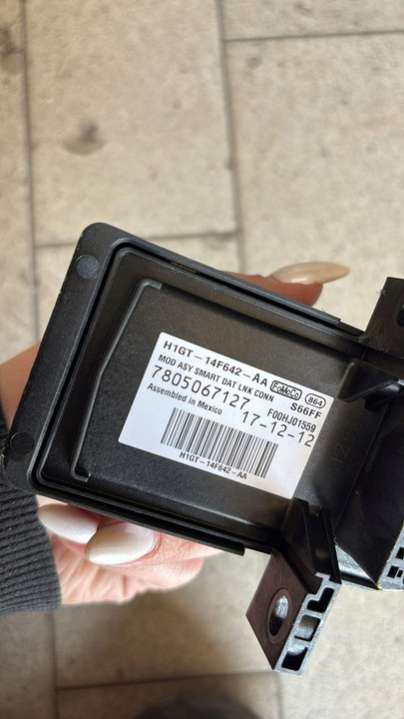 H1GT-14F642-AA FoMoCo 864
MOD ASY SMART DAT LNK CONN S66FF
7805067127 F00HJ01559
Assembled in Mexico 17-12-12
H1GT-14F642-AA